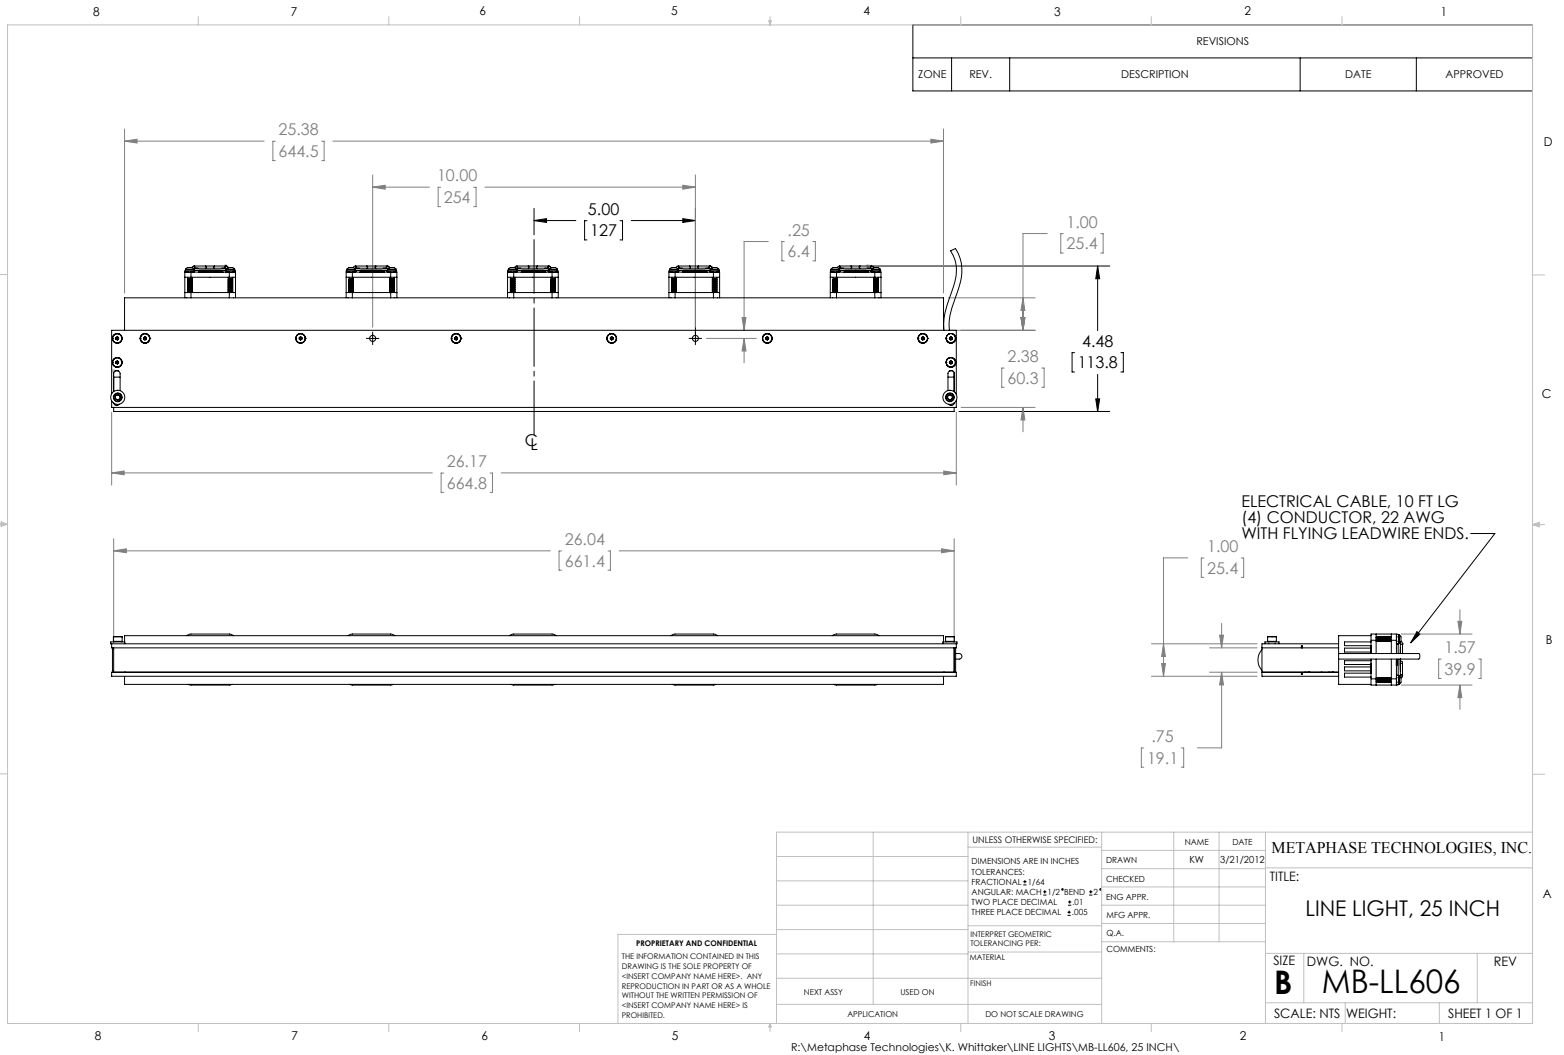 8 7 6 5 4 3 2 1
REVISIONS
ZONE REV. DESCRIPTION DATE APPROVED
D
25.38
[644.5]
10.00
[254]
5.00
[127]
.25
[6.4]
1.00
[25.4]
4.48
[113.8]
2.38
[60.3]
C
26.17
[664.8]
ELECTRICAL CABLE, 10 FT LG
(4) CONDUCTOR, 22 AWG
WITH FLYING LEADWIRE ENDS.
26.04
[661.4]
1.00
[25.4]
B
1.57
[39.9]
.75
[19.1]
A
UNLESS OTHERWISE SPECIFIED:
DIMENSIONS ARE IN INCHES
TOLERANCES:
FRACTIONAL ±1/64
ANGULAR: MACH ±1/2° BEND ±2°
TWO PLACE DECIMAL ±.01
THREE PLACE DECIMAL ±.005
INTERPRET GEOMETRIC
TOLERANCING PER:
MATERIAL
FINISH
DO NOT SCALE DRAWING
NAME DATE
DRAWN KW 3/21/2012
CHECKED
ENG APPR.
MFG APPR.
Q.A.
COMMENTS:
METAPHASE TECHNOLOGIES, INC.
TITLE:
LINE LIGHT, 25 INCH
SIZE DWG. NO. REV
B MB-LL606
SCALE: NTS WEIGHT: SHEET 1 OF 1
NEXT ASSY USED ON
APPLICATION
PROPRIETARY AND CONFIDENTIAL
THE INFORMATION CONTAINED IN THIS
DRAWING IS THE SOLE PROPERTY OF
<INSERT COMPANY NAME HERE>. ANY
REPRODUCTION IN PART OR AS A WHOLE
WITHOUT THE WRITTEN PERMISSION OF
<INSERT COMPANY NAME HERE> IS
PROHIBITED.
8 7 6 5 4 3 2 1
R:\Metaphase Technologies\K. Whittaker\LINE LIGHTS\MB-LL606, 25 INCH\